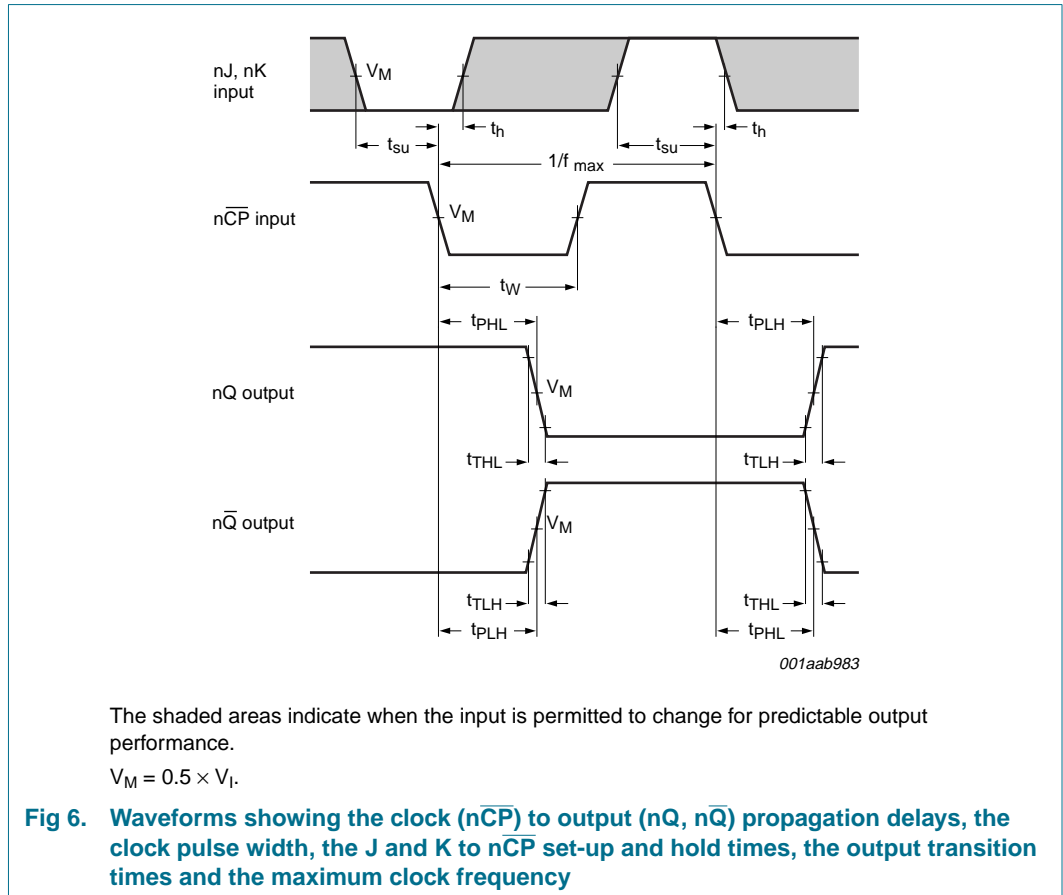 nJ, nK
input
VM
th
th
tsu
tsu
1/f max
nC̅P̅ input
VM
tW
tPHL
tPLH
nQ output
VM
tTHL
tTLH
nQ̅ output
VM
tTLH
tTHL
tPLH
tPHL
001aab983
The shaded areas indicate when the input is permitted to change for predictable output
performance.
VM = 0.5 × VI.
Fig 6. Waveforms showing the clock (nC̅P̅) to output (nQ, nQ̅) propagation delays, the
clock pulse width, the J and K to nC̅P̅ set-up and hold times, the output transition
times and the maximum clock frequency